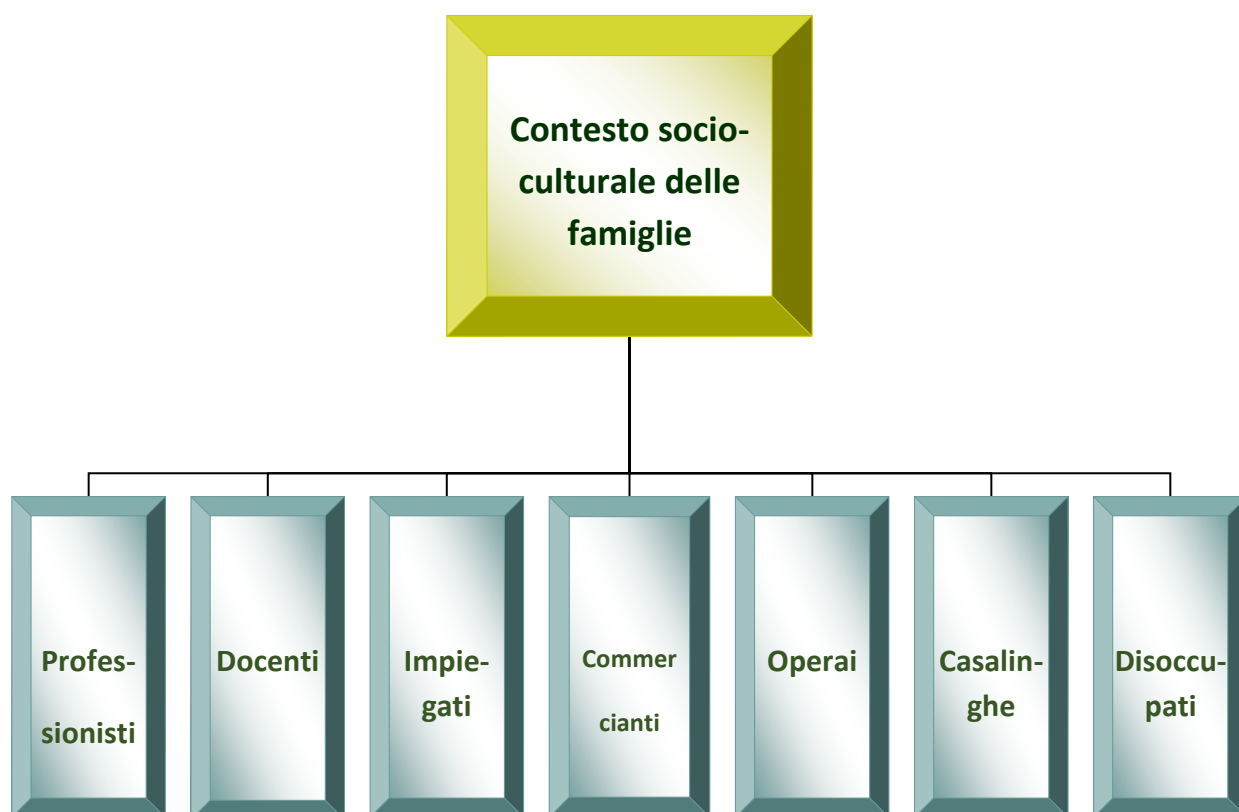 Contesto socio-
culturale delle
famiglie
Profes-
sionisti
Docenti
Impie-
gati
Commer
cianti
Operai
Casalin-
ghe
Disoccu-
pati